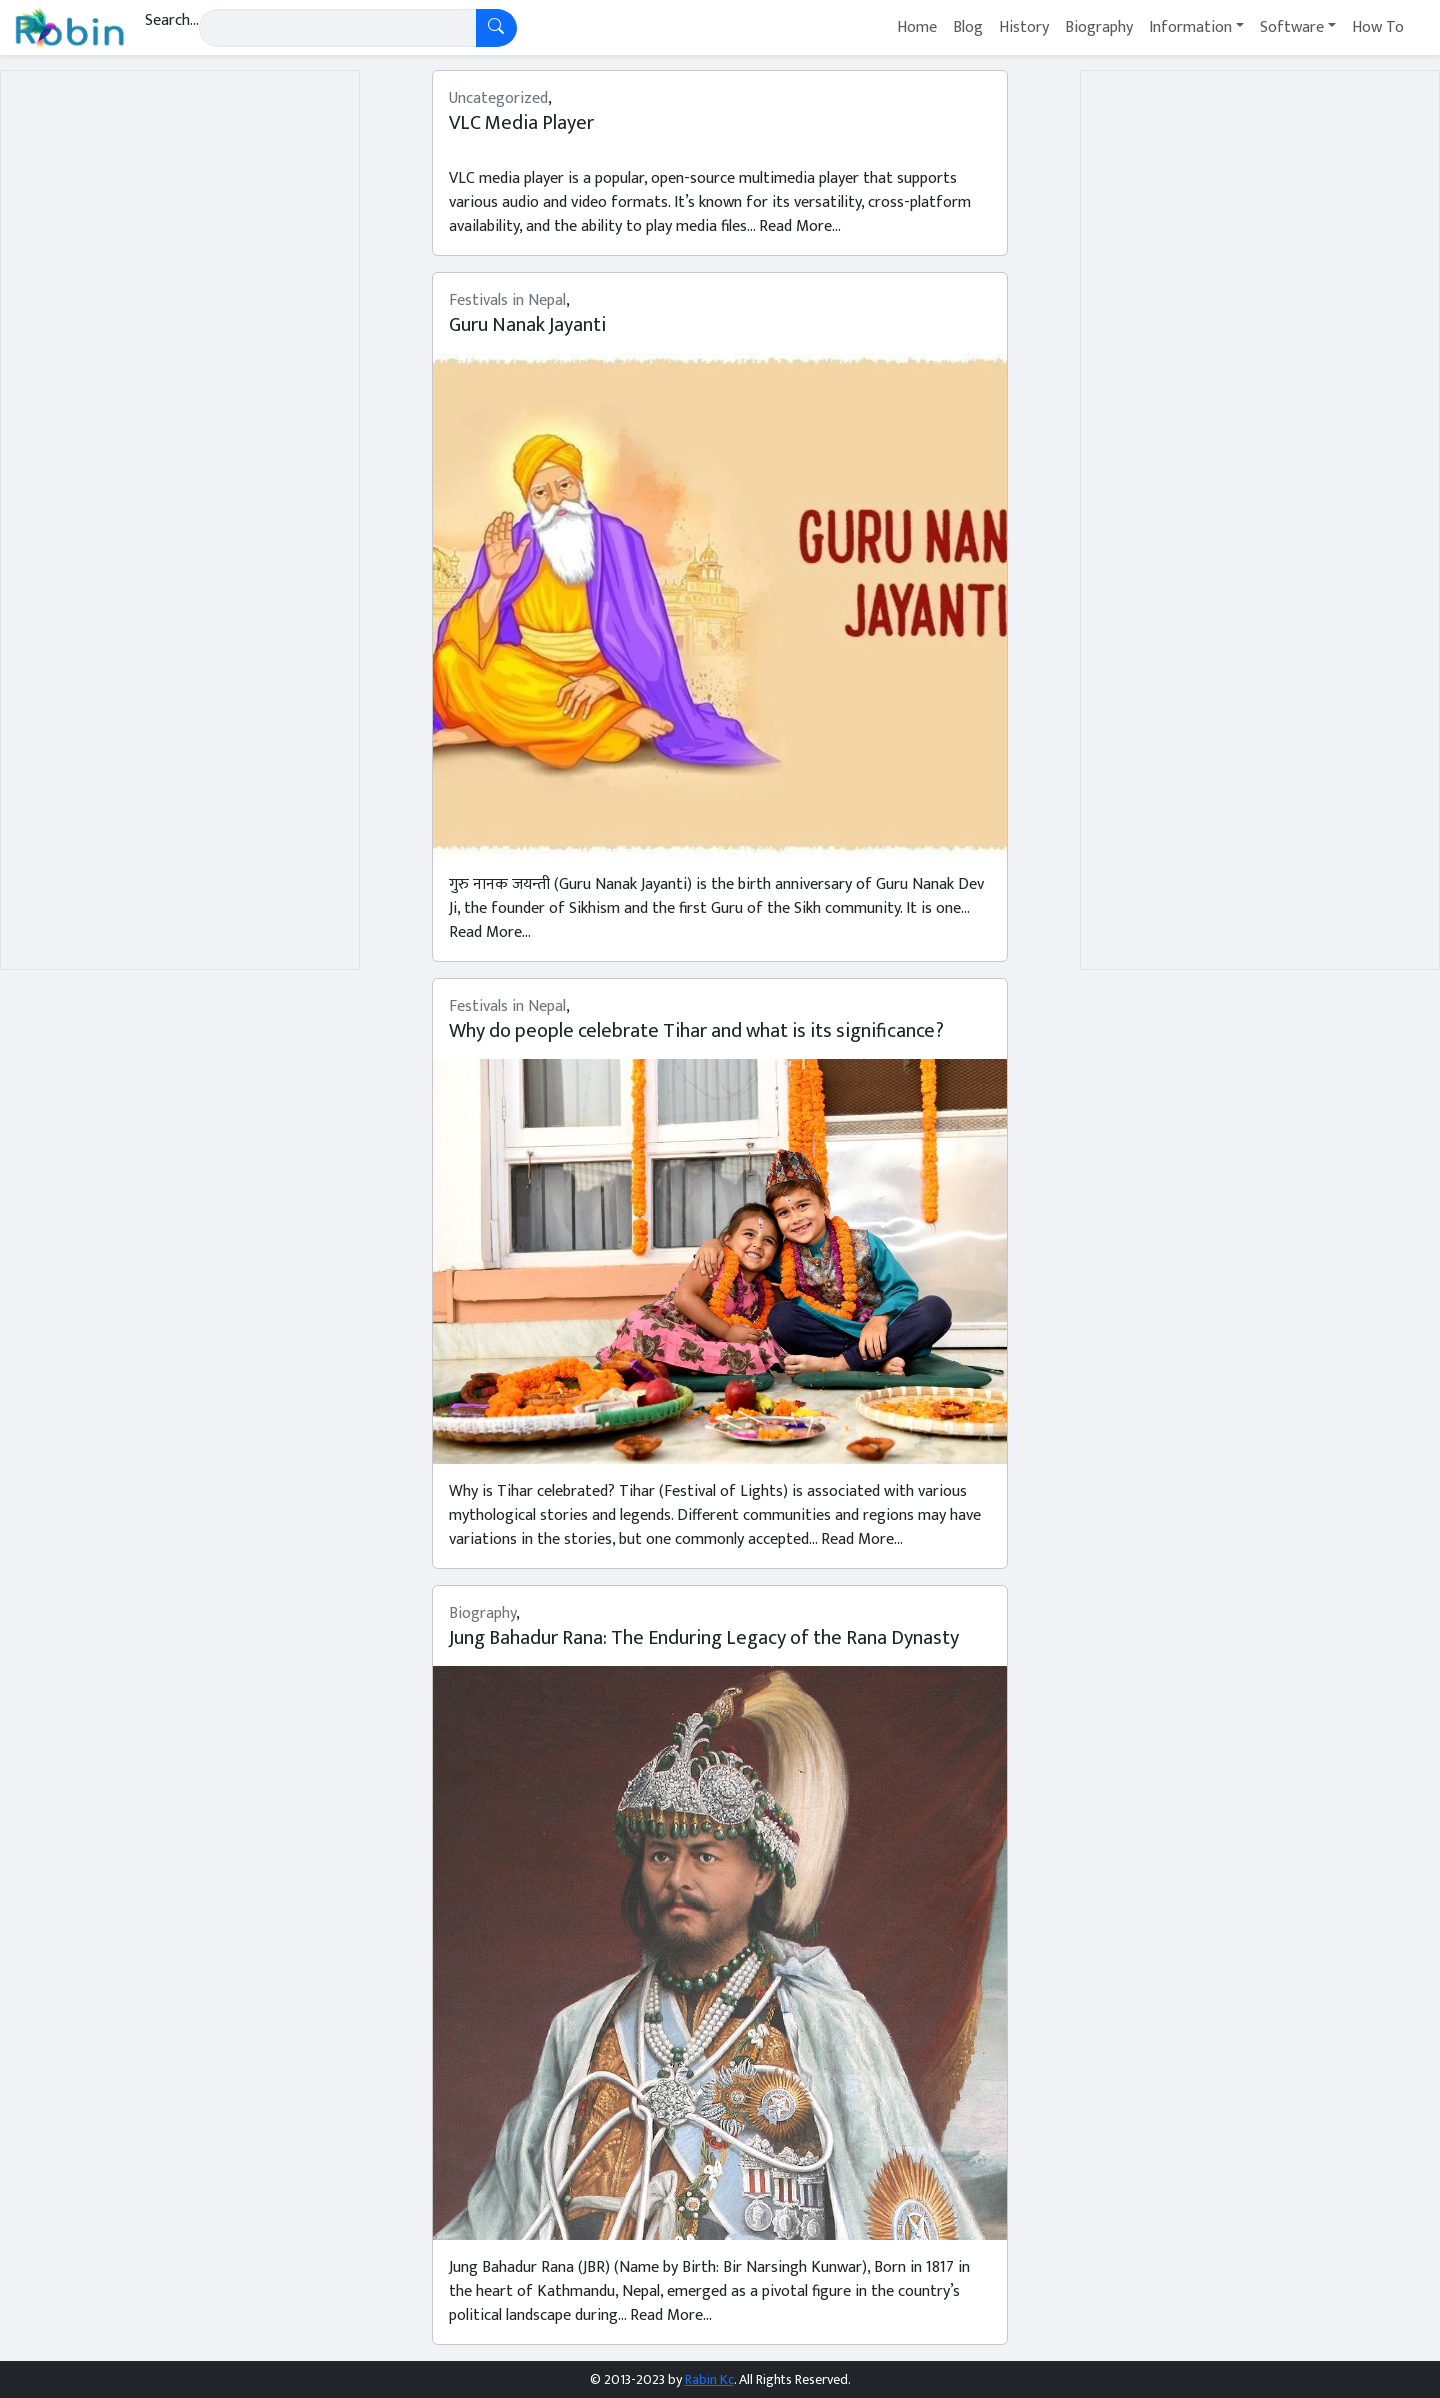 Robin
Search...
Home Blog History Biography Information Software How To
Uncategorized,
VLC Media Player
VLC media player is a popular, open-source multimedia player that supports
various audio and video formats. It’s known for its versatility, cross-platform
availability, and the ability to play media files... Read More...
Festivals in Nepal,
Guru Nanak Jayanti
GURU NAN
JAYANTI
गुरु नानक जयन्ती (Guru Nanak Jayanti) is the birth anniversary of Guru Nanak Dev
Ji, the founder of Sikhism and the first Guru of the Sikh community. It is one...
Read More...
Festivals in Nepal,
Why do people celebrate Tihar and what is its significance?
Why is Tihar celebrated? Tihar (Festival of Lights) is associated with various
mythological stories and legends. Different communities and regions may have
variations in the stories, but one commonly accepted... Read More...
Biography,
Jung Bahadur Rana: The Enduring Legacy of the Rana Dynasty
Jung Bahadur Rana (JBR) (Name by Birth: Bir Narsingh Kunwar), Born in 1817 in
the heart of Kathmandu, Nepal, emerged as a pivotal figure in the country’s
political landscape during... Read More...
© 2013-2023 by Rabin Kc. All Rights Reserved.